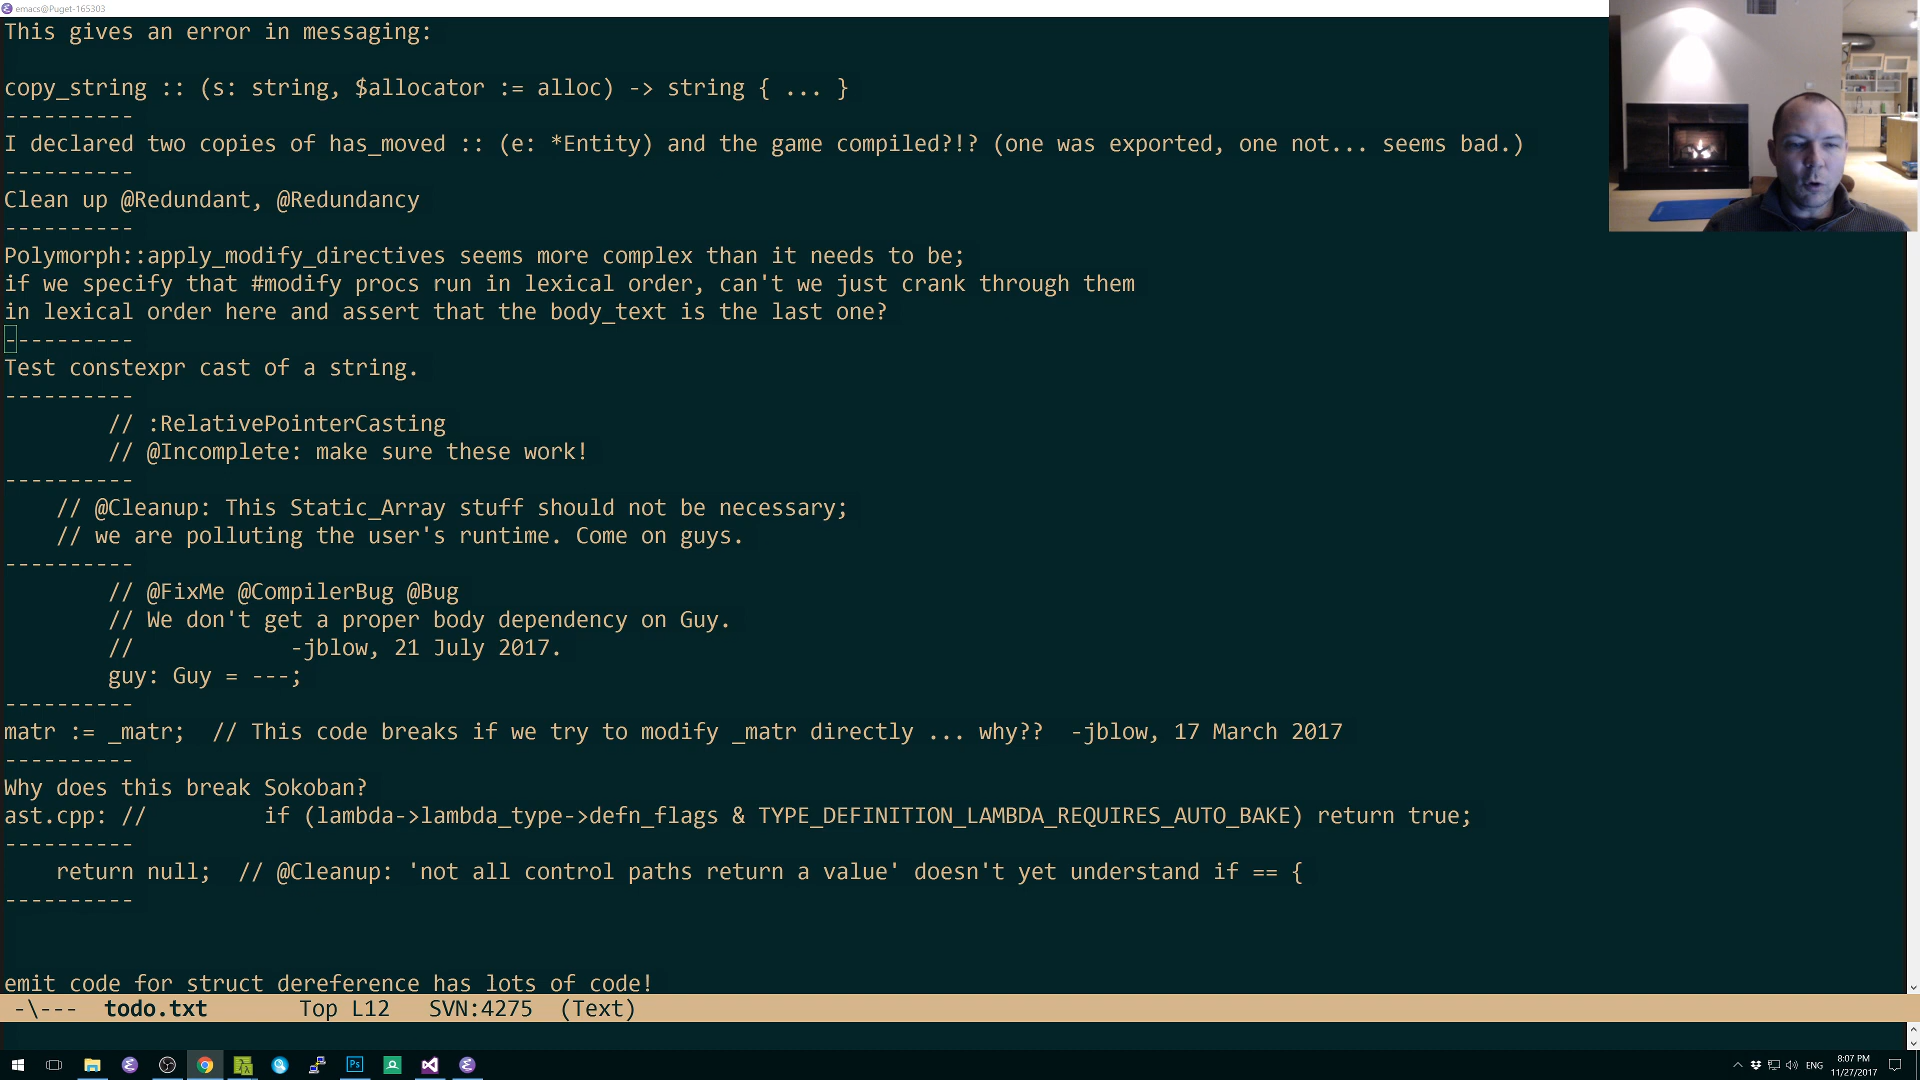 emacs@Puget-165303
This gives an error in messaging:
copy_string :: (s: string, $allocator := alloc) -> string { ... }
----------
I declared two copies of has_moved :: (e: *Entity) and the game compiled?!? (one was exported, one not... seems bad.)
----------
Clean up @Redundant, @Redundancy
----------
Polymorph::apply_modify_directives seems more complex than it needs to be;
if we specify that #modify procs run in lexical order, can't we just crank through them
in lexical order here and assert that the body_text is the last one?
----------
Test constexpr cast of a string.
----------
        // :RelativePointerCasting
        // @Incomplete: make sure these work!
----------
    // @Cleanup: This Static_Array stuff should not be necessary;
    // we are polluting the user's runtime. Come on guys.
----------
        // @FixMe @CompilerBug @Bug
        // We don't get a proper body dependency on Guy.
        //            -jblow, 21 July 2017.
        guy: Guy = ---;
----------
matr := _matr;  // This code breaks if we try to modify _matr directly ... why??  -jblow, 17 March 2017
----------
Why does this break Sokoban?
ast.cpp: //         if (lambda->lambda_type->defn_flags & TYPE_DEFINITION_LAMBDA_REQUIRES_AUTO_BAKE) return true;
----------
    return null;  // @Cleanup: 'not all control paths return a value' doesn't yet understand if == {
----------
emit code for struct dereference has lots of code!
-\---  todo.txt       Top L12   SVN:4275  (Text)
Ps
ENG
8:07 PM
11/27/2017